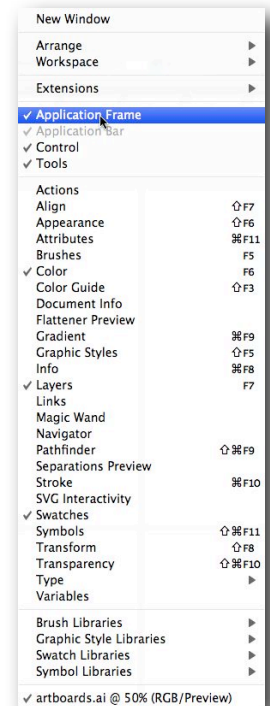 New Window
Arrange ▶
Workspace ▶
Extensions ▶
✓ Application Frame
✓ Application Bar
✓ Control
✓ Tools
Actions
Align ⇧F7
Appearance ⇧F6
Attributes ⌘F11
Brushes F5
✓ Color F6
Color Guide ⇧F3
Document Info
Flattener Preview
Gradient ⌘F9
Graphic Styles ⇧F5
Info ⌘F8
✓ Layers F7
Links
Magic Wand
Navigator
Pathfinder ⇧⌘F9
Separations Preview
Stroke ⌘F10
SVG Interactivity
✓ Swatches
Symbols ⇧⌘F11
Transform ⇧F8
Transparency ⇧⌘F10
Type ▶
Variables
Brush Libraries ▶
Graphic Style Libraries ▶
Swatch Libraries ▶
Symbol Libraries ▶
✓ artboards.ai @ 50% (RGB/Preview)